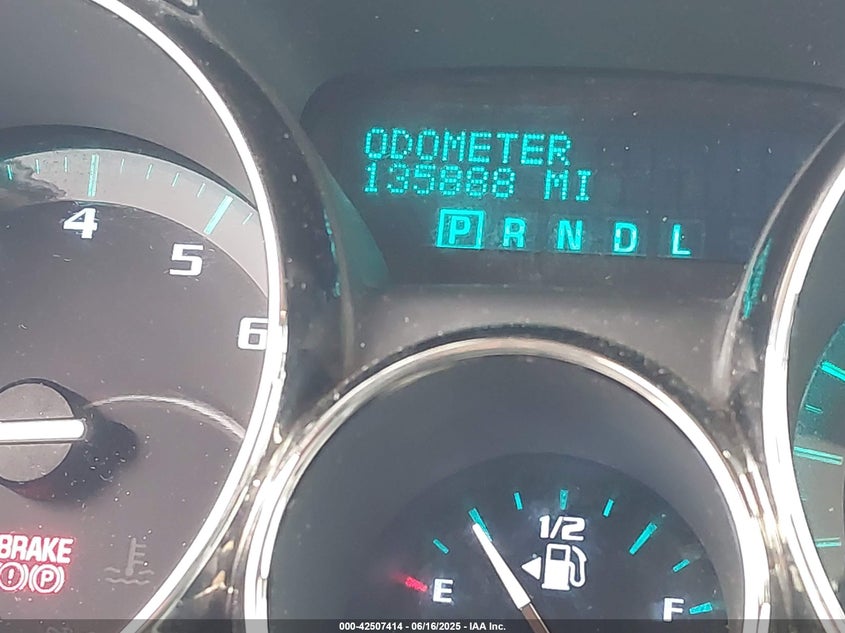 ODOMETER
135888 MI
P R N D L
4
5
6
1/2
BRAKE
P
E
F
000-42507414 - 06/16/2025 - IAA Inc.